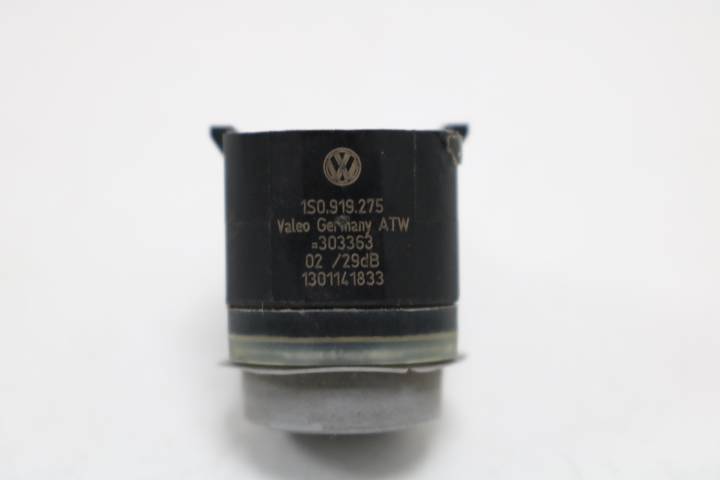 1S0.919.275
Valeo Germany ATW
¤303363
02 /29dB
1301141833